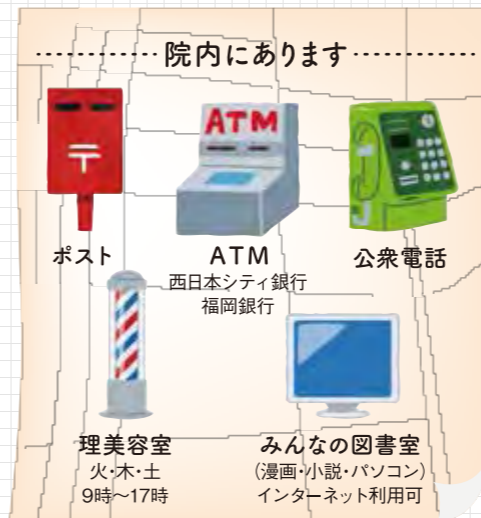 院内にあります
ATM
ポスト
ATM
西日本シティ銀行
福岡銀行
公衆電話
理美容室
火・木・土
9時～17時
みんなの図書室
（漫画・小説・パソコン）
インターネット利用可